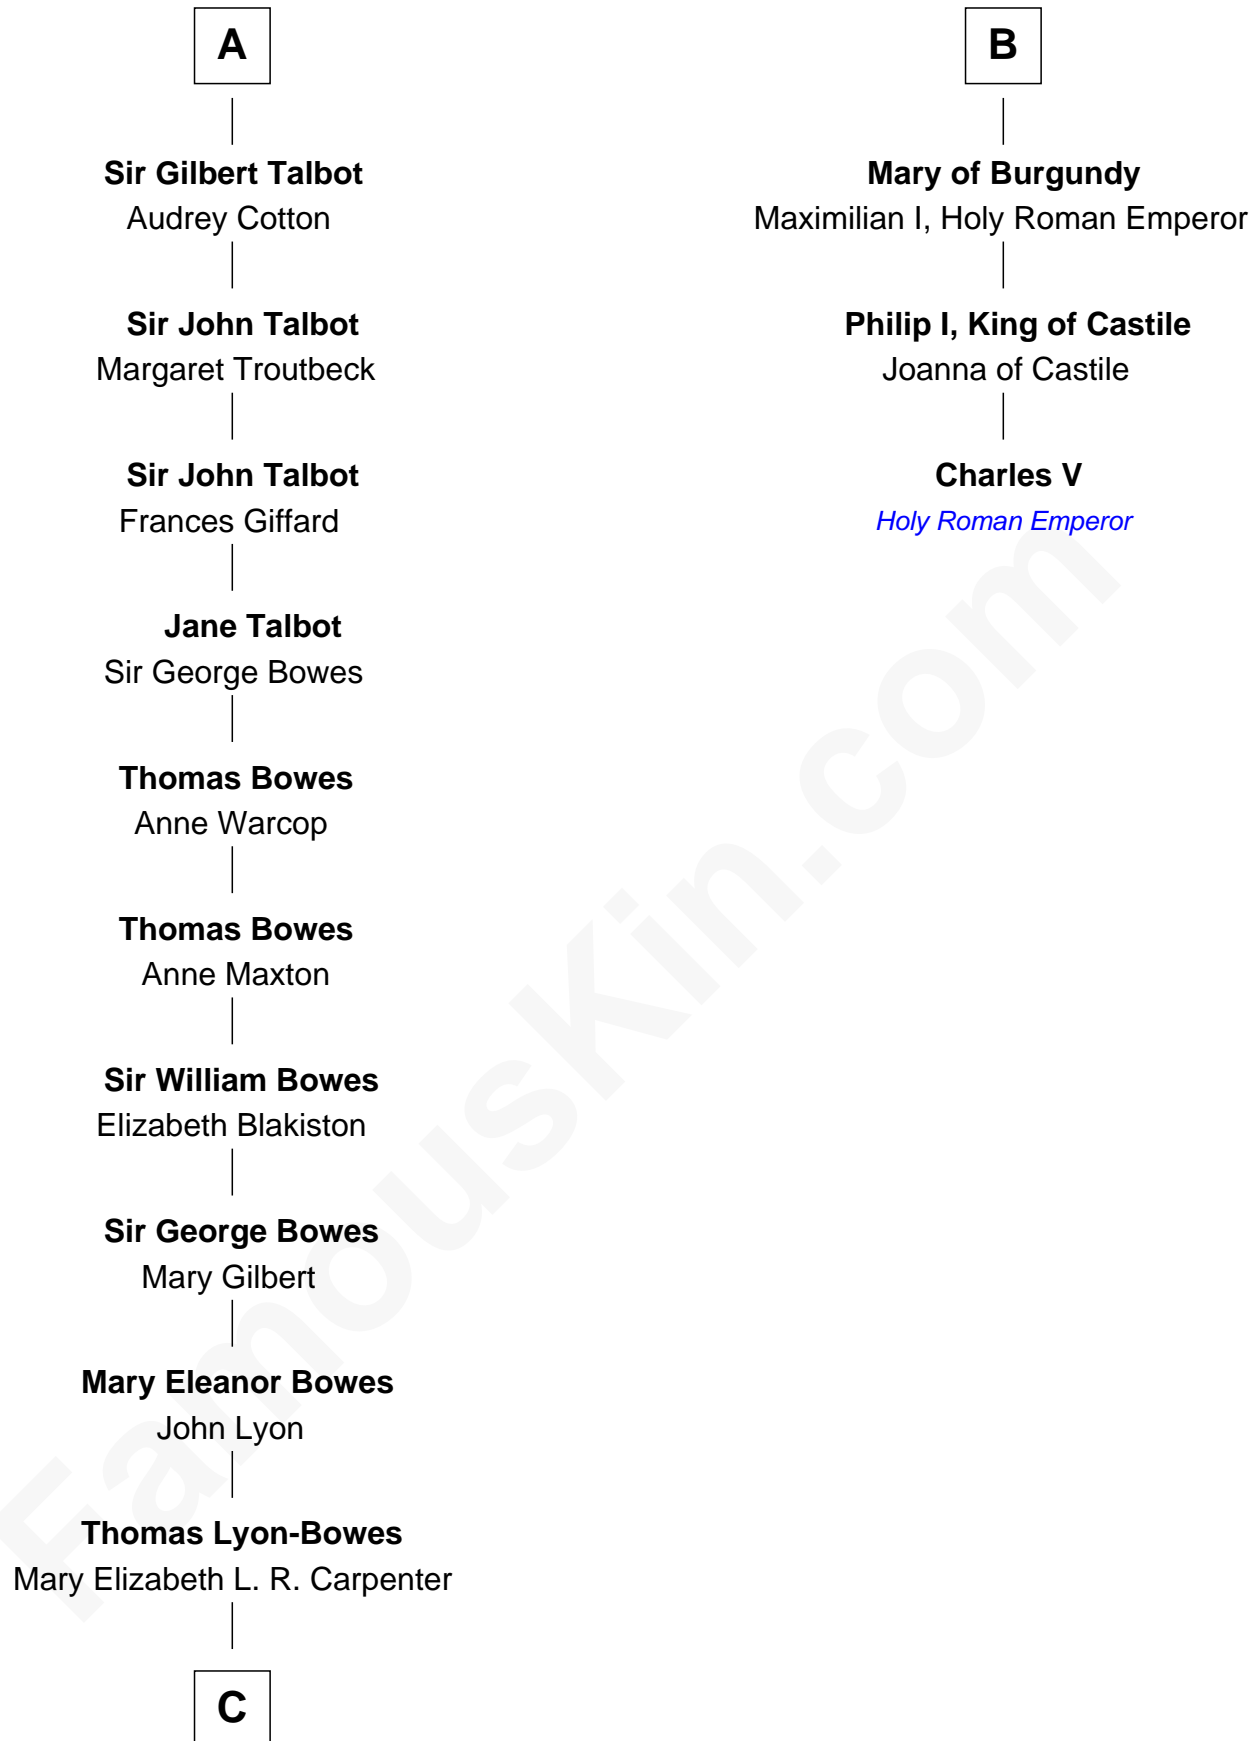 A
Sir Gilbert Talbot
Audrey Cotton
Sir John Talbot
Margaret Troutbeck
Sir John Talbot
Frances Giffard
Jane Talbot
Sir George Bowes
Thomas Bowes
Anne Warcop
Thomas Bowes
Anne Maxton
Sir William Bowes
Elizabeth Blakiston
Sir George Bowes
Mary Gilbert
Mary Eleanor Bowes
John Lyon
Thomas Lyon-Bowes
Mary Elizabeth L. R. Carpenter
C
B
Mary of Burgundy
Maximilian I, Holy Roman Emperor
Philip I, King of Castile
Joanna of Castile
Charles V
Holy Roman Emperor
FamousKin.com